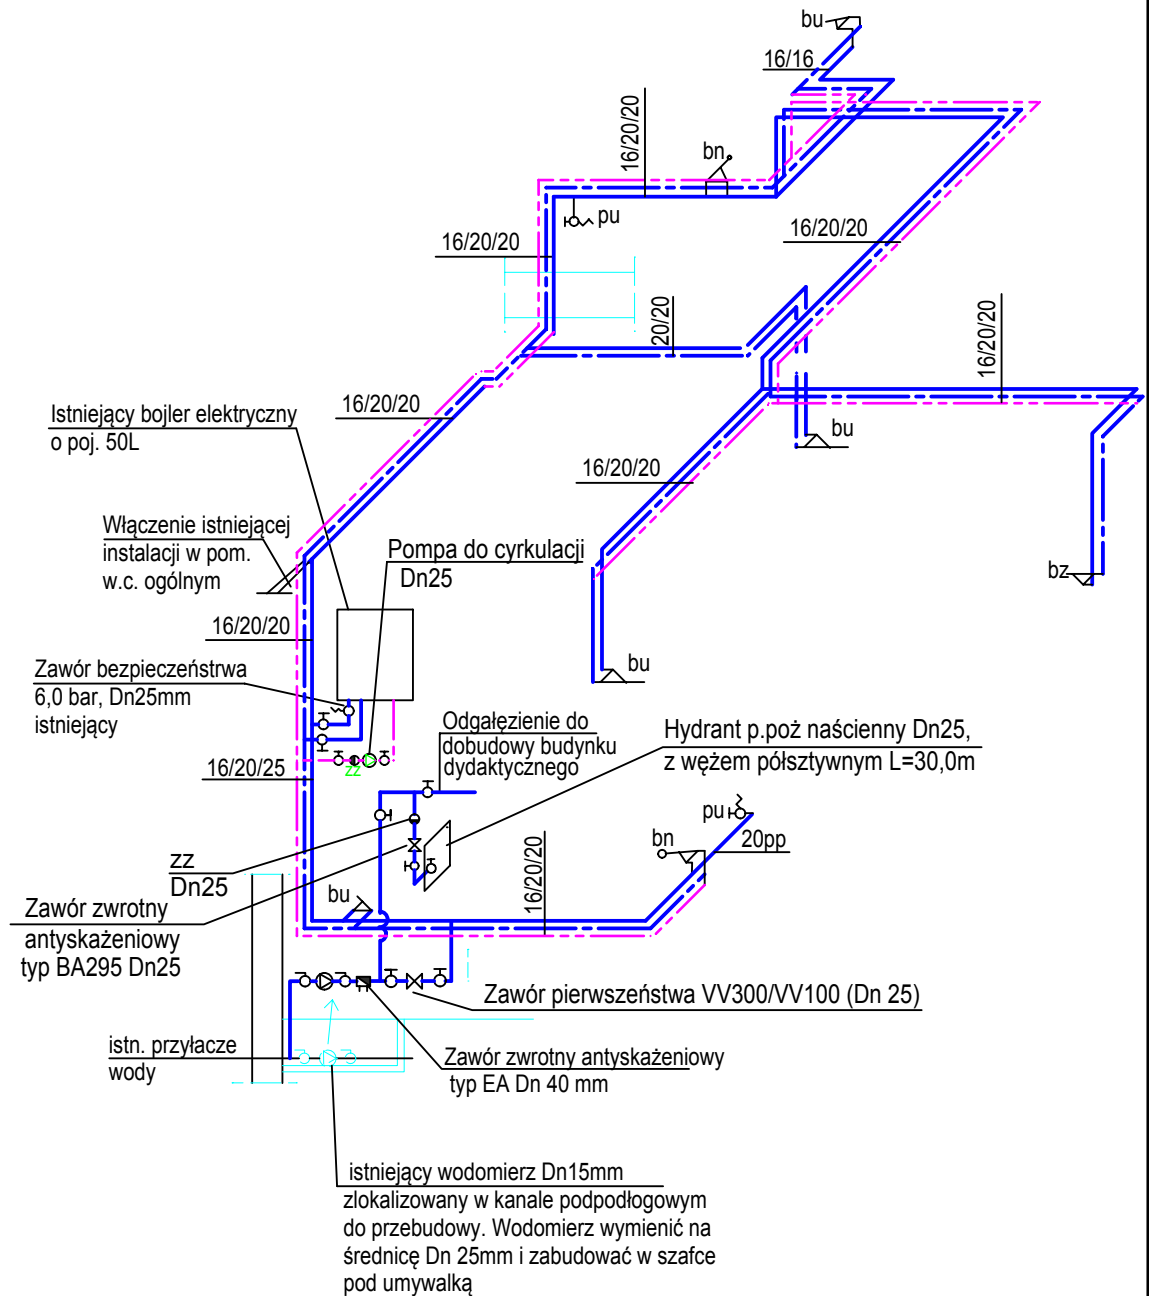 bu
16/16
16/20/20
bn
pu
16/20/20
16/20/20
20/20
16/20/20
Istniejący bojler elektryczny
o poj. 50L
16/20/20
bu
16/20/20
Włączenie istniejącej
instalacji w pom.
w.c. ogólnym
Pompa do cyrkulacji
Dn25
bz
16/20/20
Zawór bezpieczeństrwa
6,0 bar, Dn25mm
istniejący
bu
Odgałęzienie do
dobudowy budynku
dydaktycznego
Hydrant p.poż naścienny Dn25,
z wężem półsztywnym L=30,0m
zz
16/20/25
pu
bn
20pp
zz
Dn25
16/20/20
bu
Zawór zwrotny
antyskażeniowy
typ BA295 Dn25
Zawór pierwszeństwa VV300/VV100 (Dn 25)
istn. przyłacze
wody
Zawór zwrotny antyskażeniowy
typ EA Dn 40 mm
istniejący wodomierz Dn15mm
zlokalizowany w kanale podpodłogowym
do przebudowy. Wodomierz wymienić na
średnicę Dn 25mm i zabudować w szafce
pod umywalką